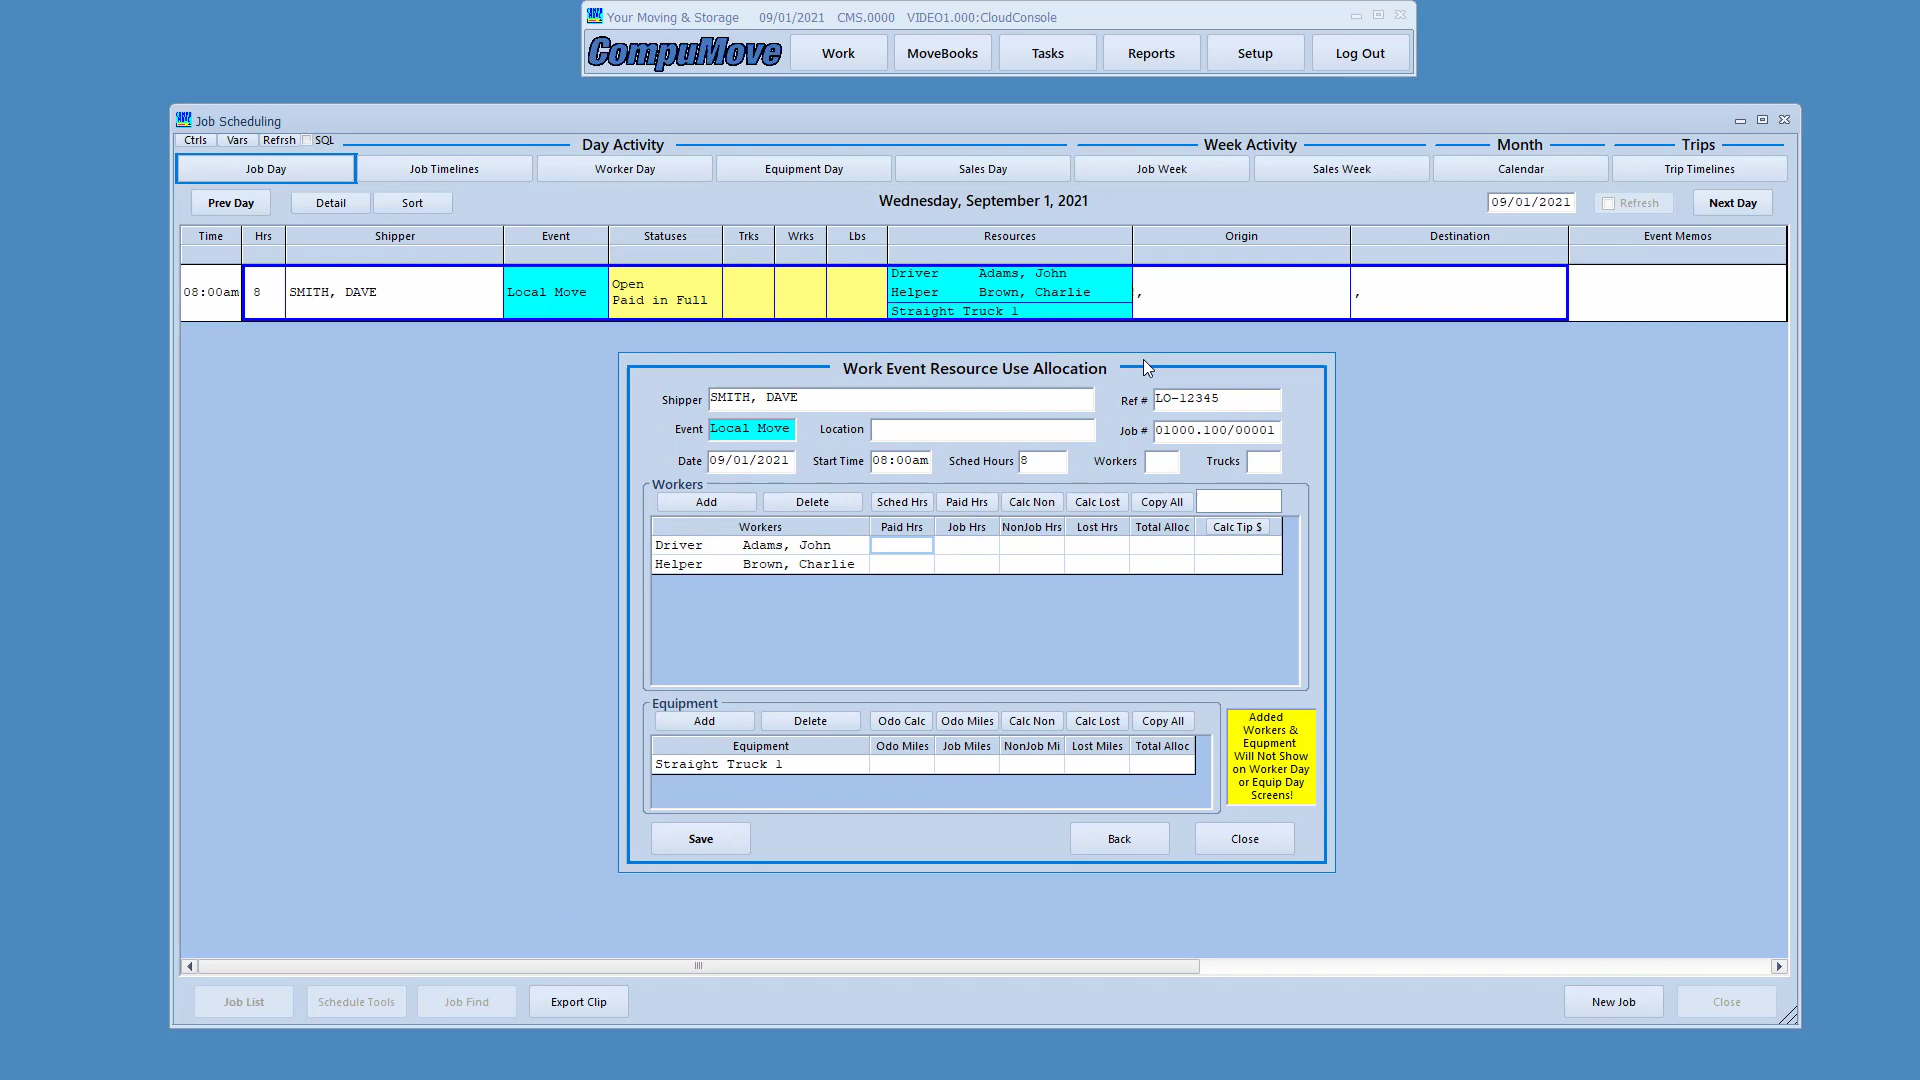 Your Moving & Storage 09/01/2021 CMS.0000 VIDEO1.000:CloudConsole
CompuMove Work MoveBooks Tasks Reports Setup Log Out
Job Scheduling
Ctrls Vars Refrsh SQL Day Activity Week Activity Month Trips
Job Day Job Timelines Worker Day Equipment Day Sales Day Job Week Sales Week Calendar Trip Timelines
Prev Day Detail Sort Wednesday, September 1, 2021 09/01/2021 Refresh Next Day
Time Hrs Shipper Event Statuses Trks Wrks Lbs Resources Origin Destination Event Memos
08:00am 8 SMITH, DAVE Local Move Open Driver Adams, John , ,
Paid in Full Helper Brown, Charlie
Straight Truck 1
Work Event Resource Use Allocation
Shipper SMITH, DAVE Ref # LO-12345
Event Local Move Location Job # 01000.100/00001
Date 09/01/2021 Start Time 08:00am Sched Hours 8 Workers Trucks
Workers
Add Delete Sched Hrs Paid Hrs Calc Non Calc Lost Copy All
Workers Paid Hrs Job Hrs NonJob Hrs Lost Hrs Total Alloc Calc Tip $
Driver Adams, John
Helper Brown, Charlie
Equipment
Add Delete Odo Calc Odo Miles Calc Non Calc Lost Copy All
Equipment Odo Miles Job Miles NonJob Mi Lost Miles Total Alloc
Straight Truck 1
Added
Workers &
Equpment
Will Not Show
on Worker Day
or Equip Day
Screens!
Save Back Close
Job List Schedule Tools Job Find Export Clip New Job Close